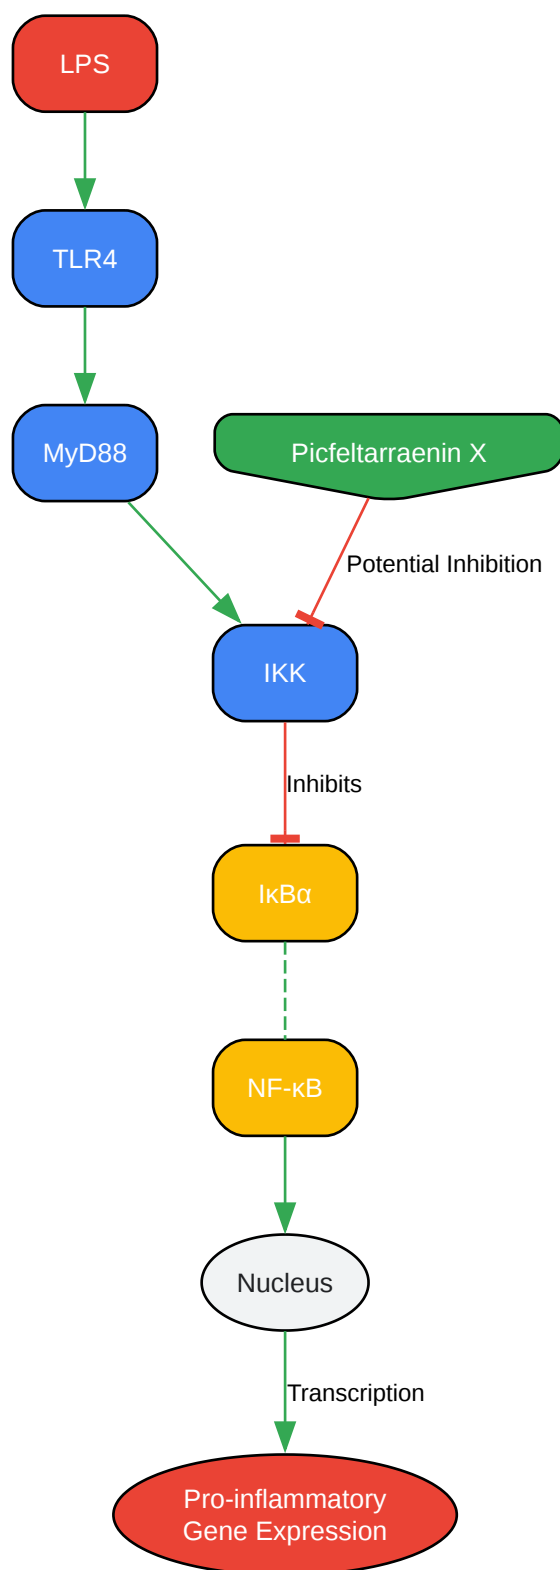 LPS
TLR4
MyD88
Picfeltarraenin X
Potential Inhibition
IKK
Inhibits
IκBα
NF-κB
Nucleus
Transcription
Pro-inflammatory
Gene Expression